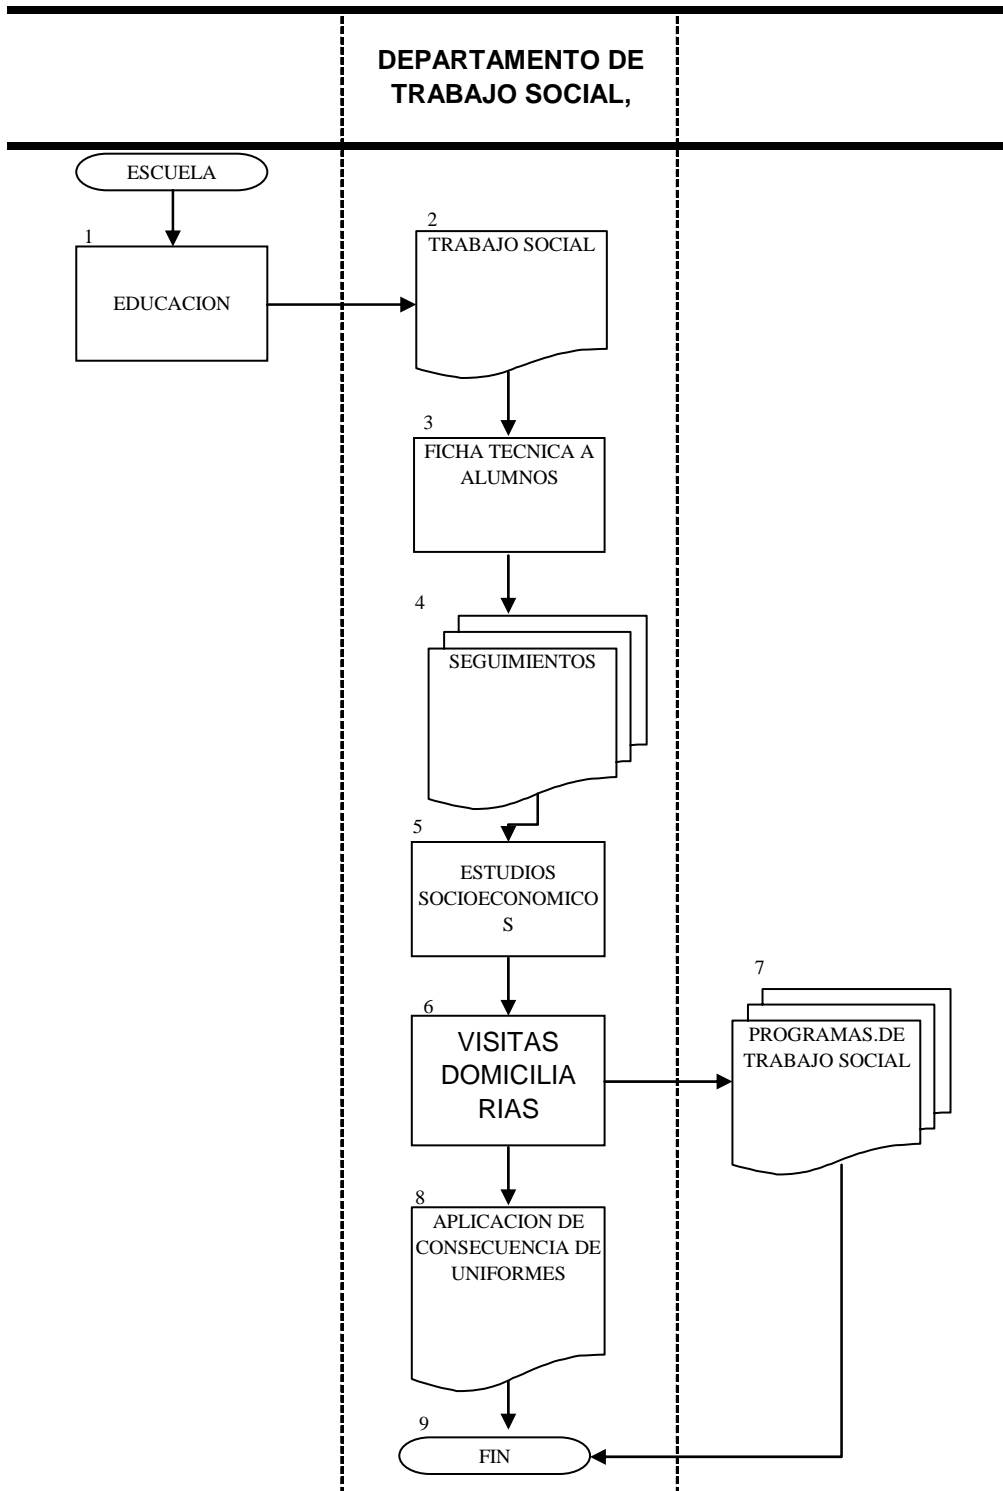 DEPARTAMENTO DE
TRABAJO SOCIAL,
ESCUELA
1
EDUCACION
2
TRABAJO SOCIAL
3
FICHA TECNICA A
ALUMNOS
4
SEGUIMIENTOS
5
ESTUDIOS
SOCIOECONOMICO
S
6
VISITAS
DOMICILIA
RIAS
7
PROGRAMAS.DE
TRABAJO SOCIAL
8
APLICACION DE
CONSECUENCIA DE
UNIFORMES
9
FIN